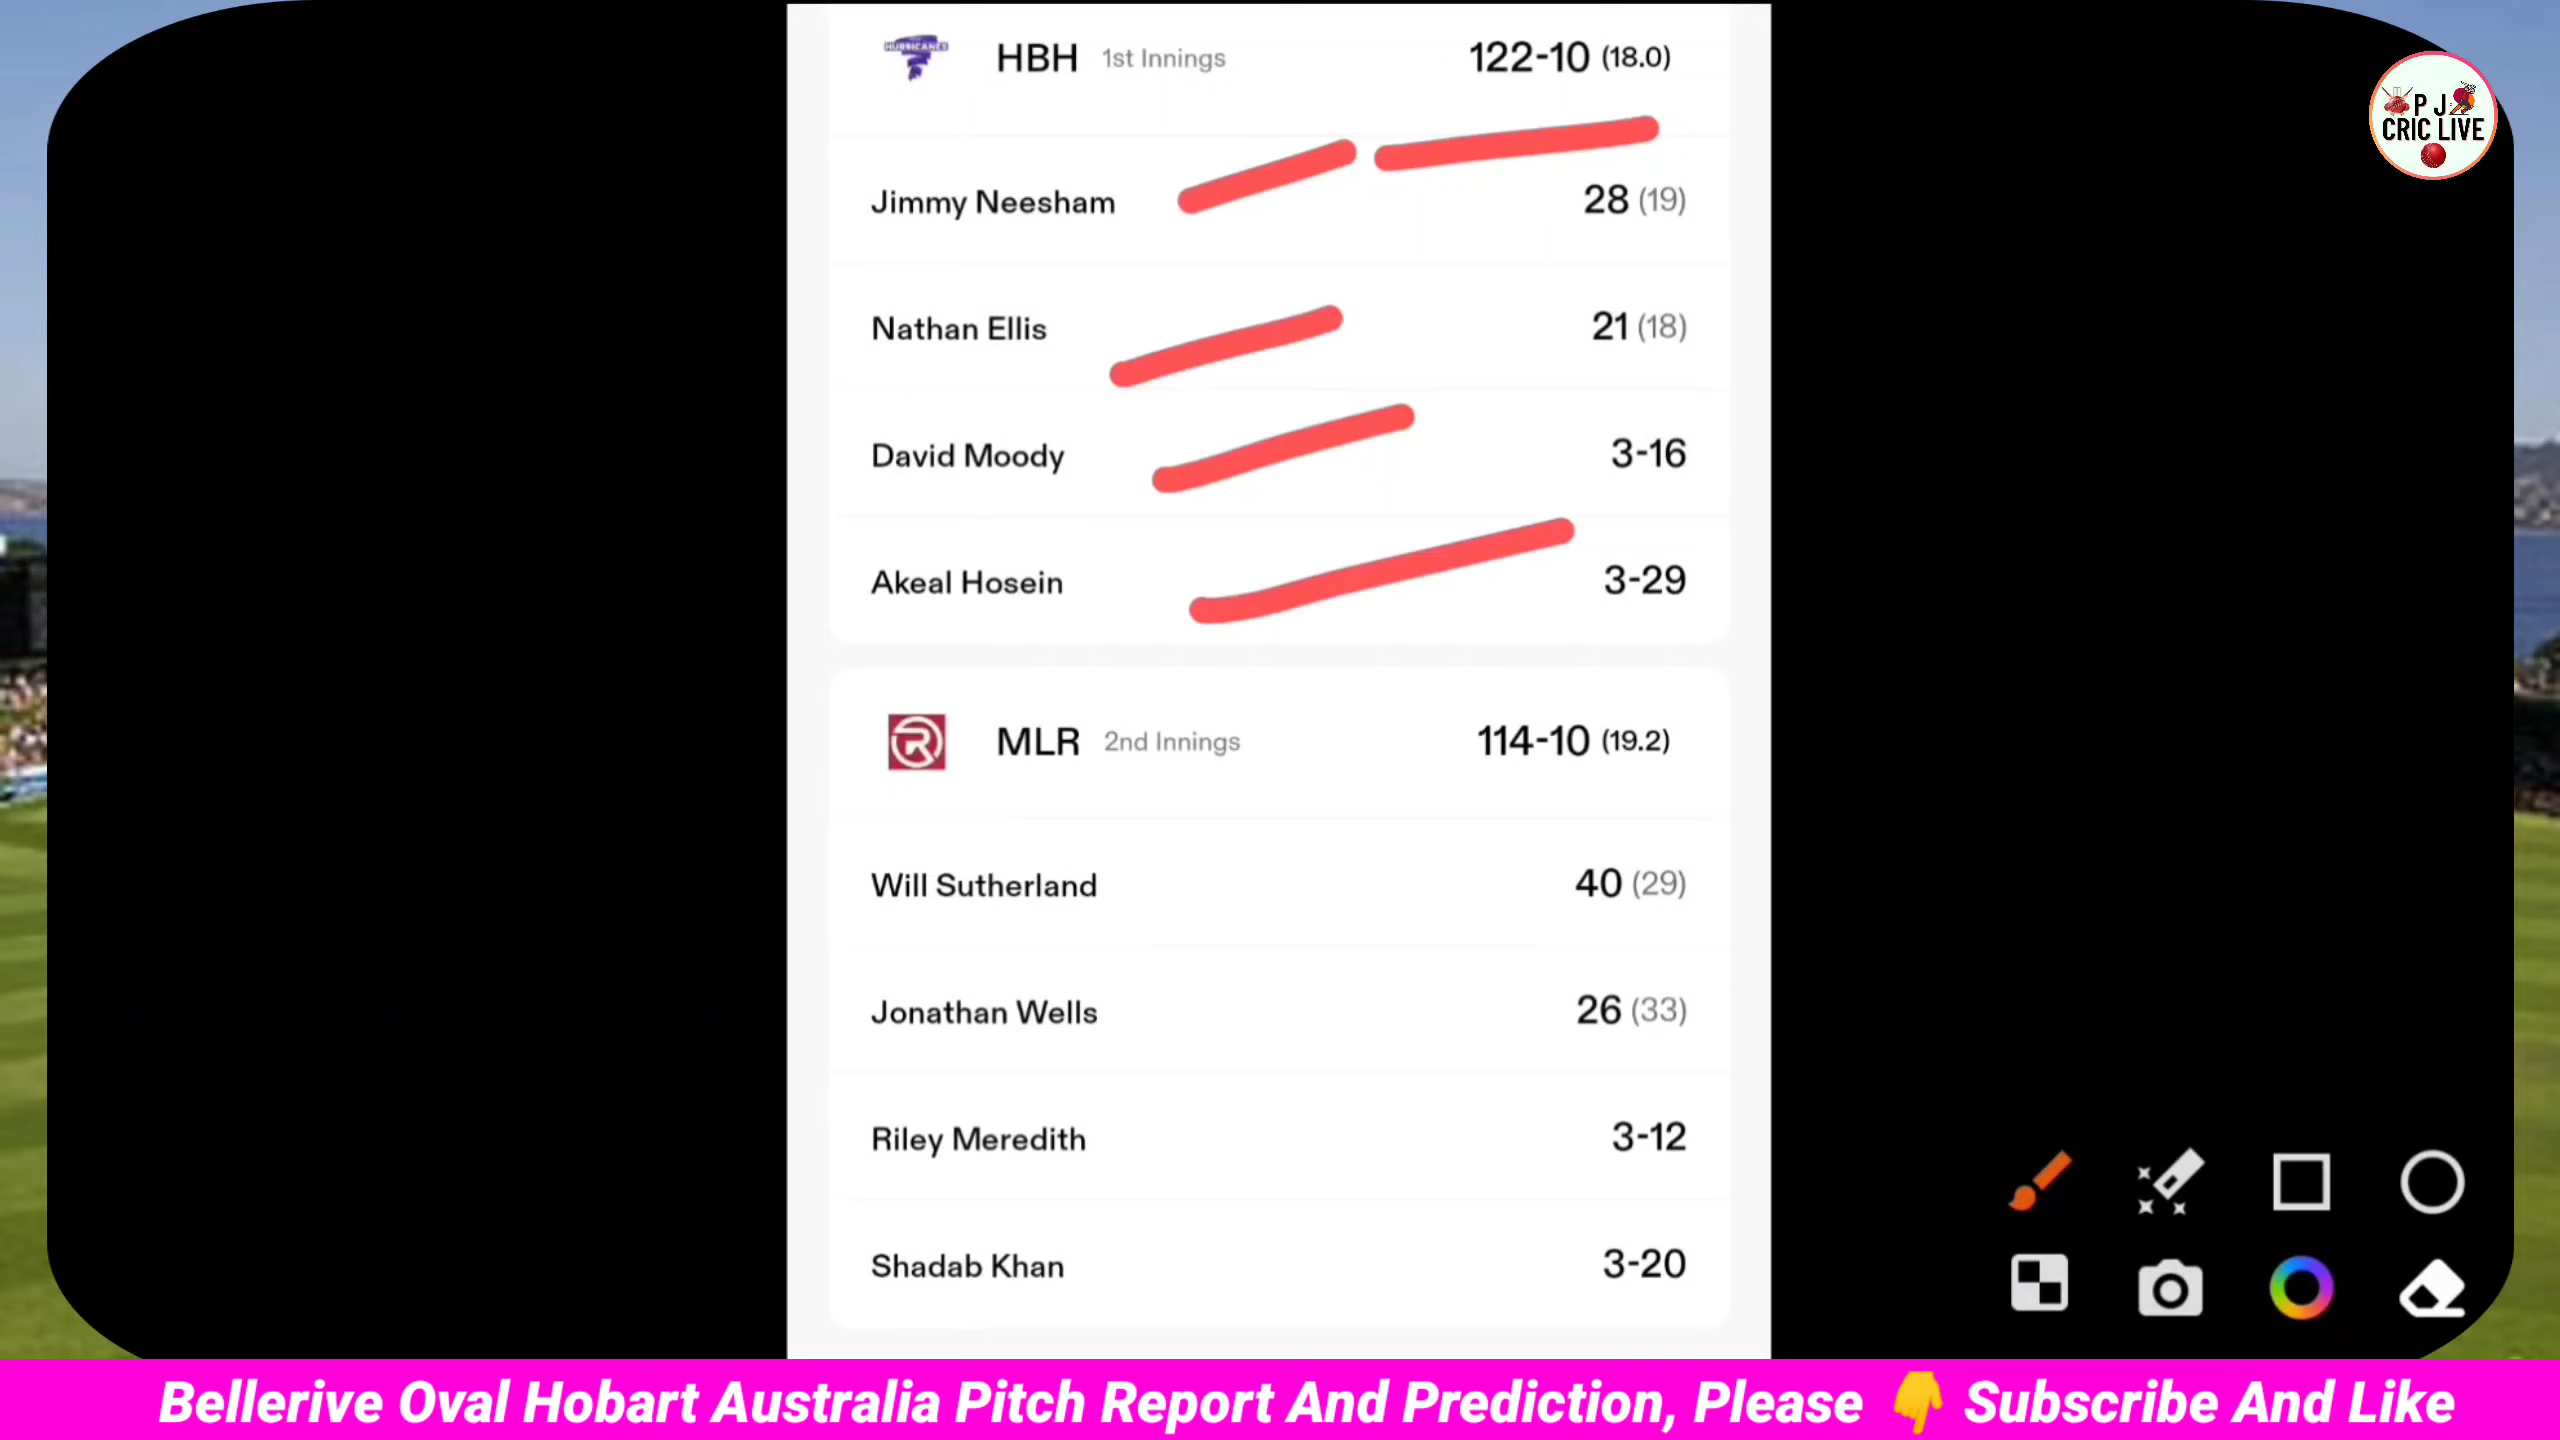 HURRICANES
HBH 1st Innings 122-10 (18.0)
P J
CRIC LIVE
Jimmy Neesham 28 (19)
Nathan Ellis 21 (18)
David Moody 3-16
Akeal Hosein 3-29
MLR 2nd Innings 114-10 (19.2)
Will Sutherland 40 (29)
Jonathan Wells 26 (33)
Riley Meredith 3-12
Shadab Khan 3-20
Bellerive Oval Hobart Australia Pitch Report And Prediction, Please 👇 Subscribe And Like